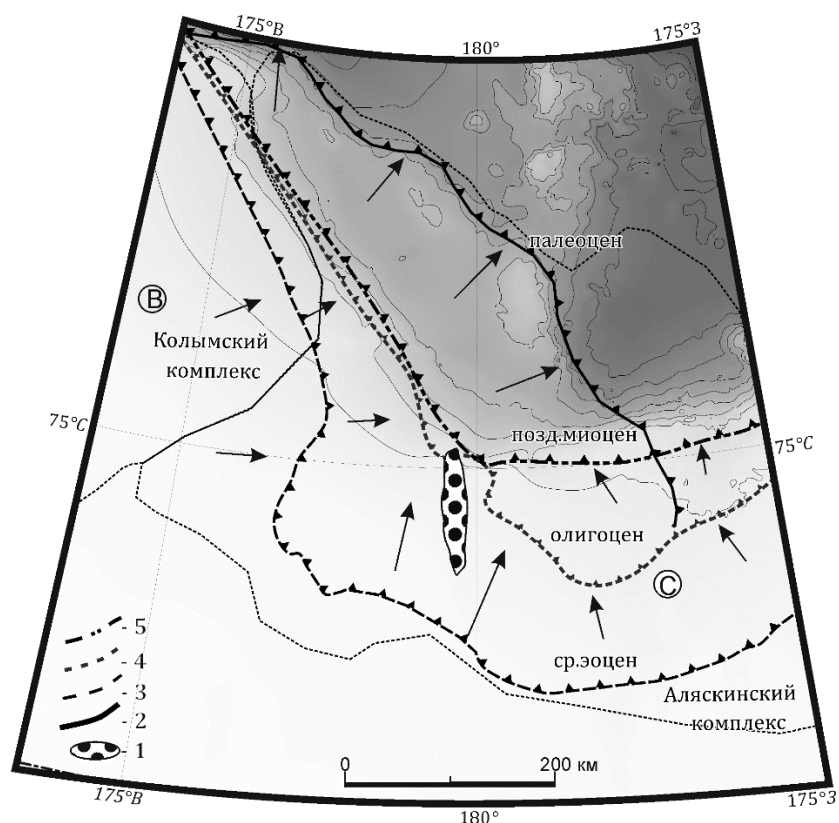 175°В
180°
175°З
палеоцен
В
Колымский
комплекс
75°С
позд.миоцен
75°С
олигоцен
С
ср.эоцен
Аляскинский
комплекс
- 5
- 4
- 3
- 2
- 1
0
200 км
175°В
180°
175°З